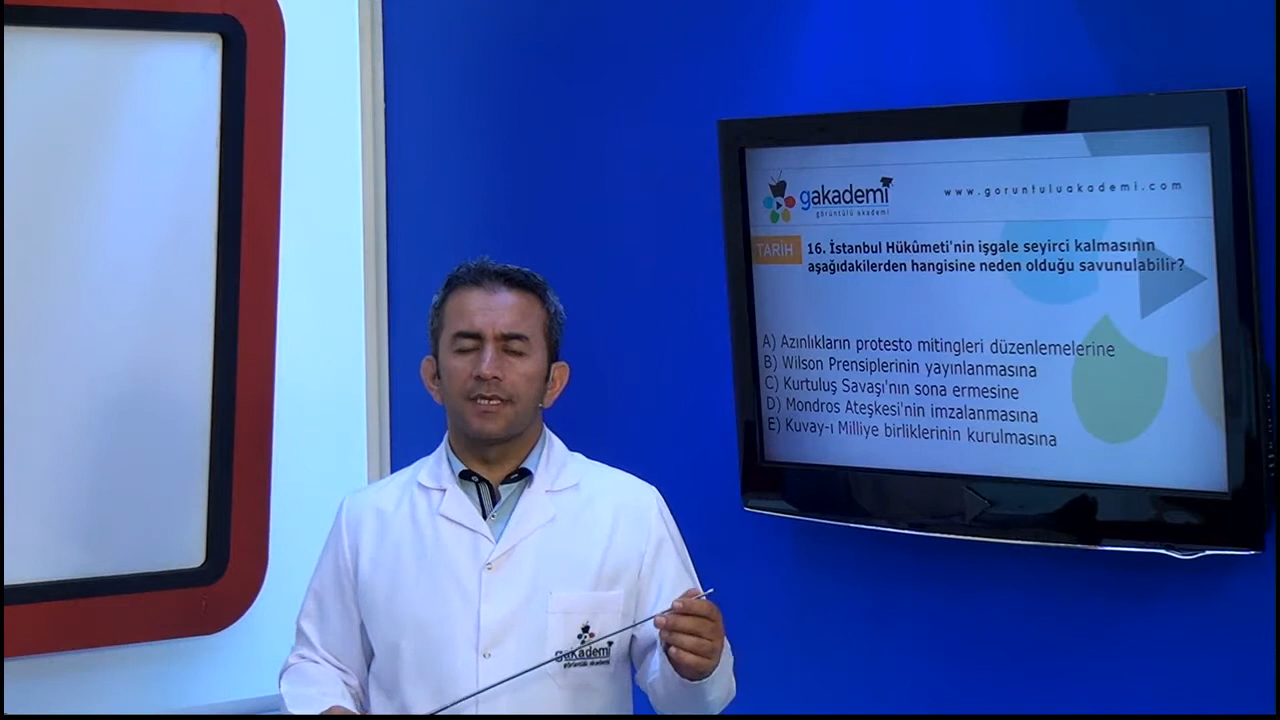 gakademi
görüntülü akademi
www.goruntuluakademi.com
TARİH
16. İstanbul Hükûmeti'nin işgale seyirci kalmasının
aşağıdakilerden hangisine neden olduğu savunulabilir?
A) Azınlıkların protesto mitingleri düzenlemelerine
B) Wilson Prensiplerinin yayınlanmasına
C) Kurtuluş Savaşı'nın sona ermesine
D) Mondros Ateşkesi'nin imzalanmasına
E) Kuvay-ı Milliye birliklerinin kurulmasına
gakademi
görüntülü akademi